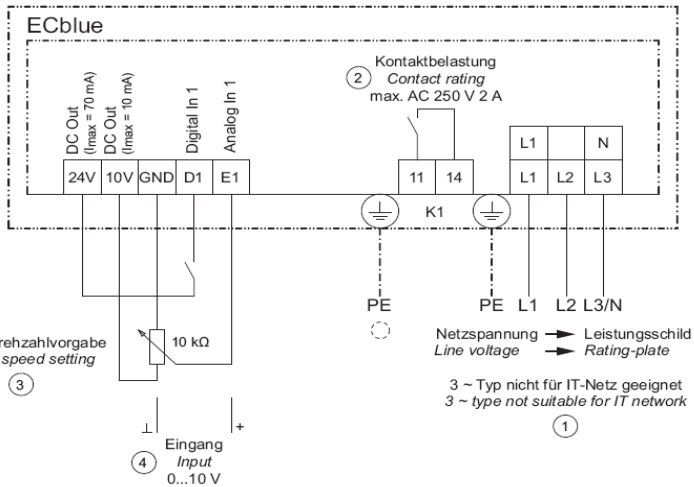 ECblue
DC Out
(Imax = 70 mA)
DC Out
(Imax = 10 mA)
Digital In 1
Analog In 1
2
Kontaktbelastung
Contact rating
max. AC 250 V 2 A
L1 N
24V 10V GND D1 E1
11 14
L1 L2 L3
K1
PE
PE L1 L2 L3/N
rehzahlvorgabe
speed setting
3
10 kΩ
Netzspannung Leistungsschild
Line voltage Rating-plate
3 ~ Typ nicht für IT-Netz geeignet
3 ~ type not suitable for IT network
1
⊥ +
4
Eingang
Input
0...10 V